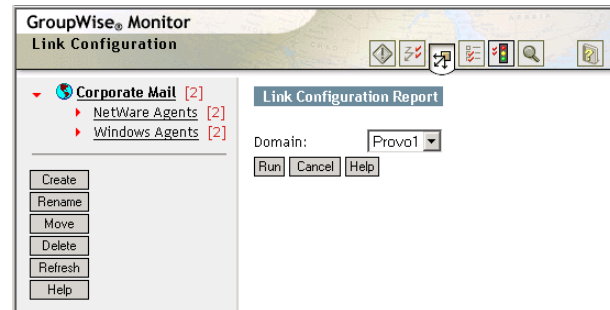 GroupWise® Monitor
Link Configuration
Corporate Mail [2]
NetWare Agents [2]
Windows Agents [2]
Create
Rename
Move
Delete
Refresh
Help
Link Configuration Report
Domain: Provo1
Run Cancel Help